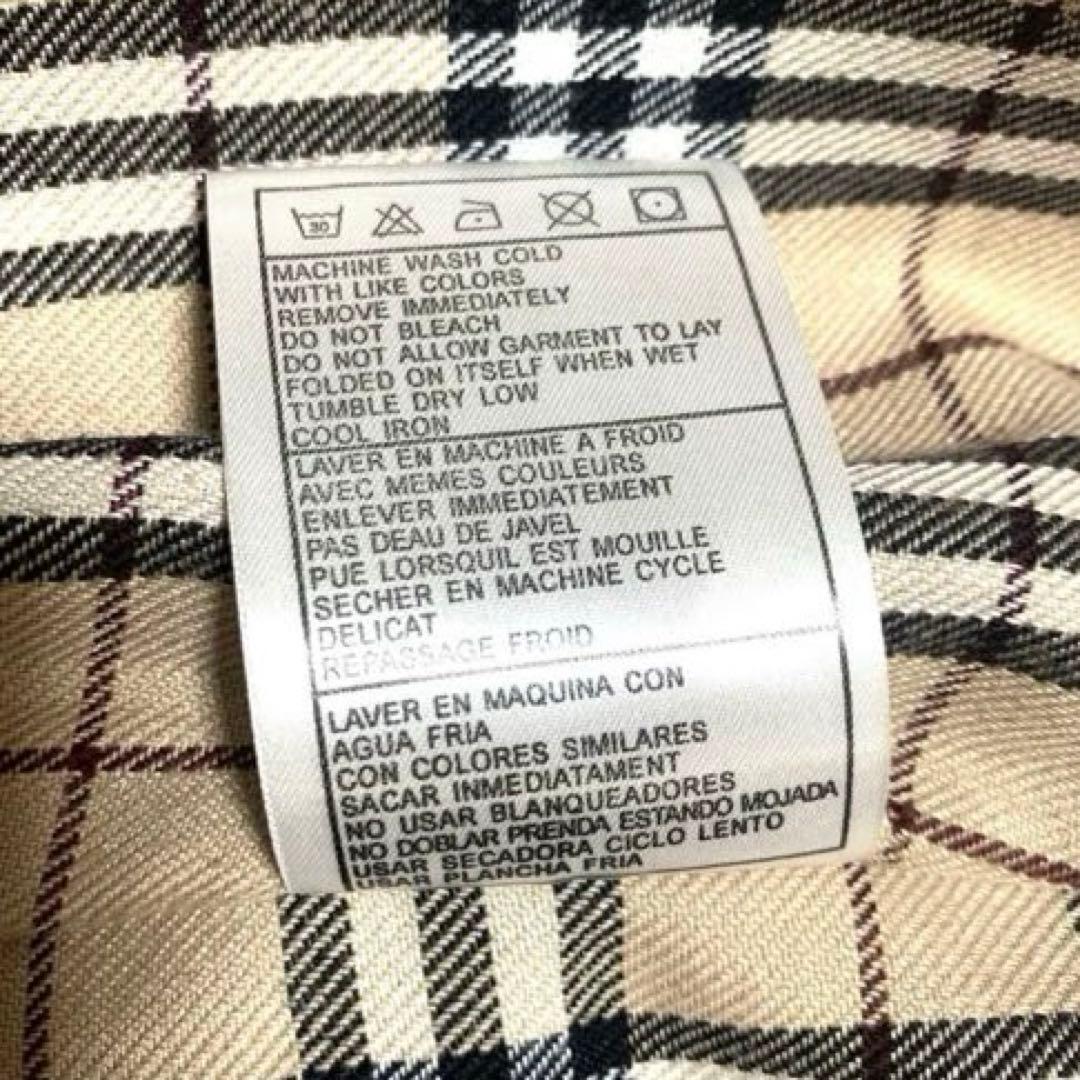 30
MACHINE WASH COLD
WITH LIKE COLORS
REMOVE IMMEDIATELY
DO NOT BLEACH
DO NOT ALLOW GARMENT TO LAY
FOLDED ON ITSELF WHEN WET
TUMBLE DRY LOW
COOL IRON
LAVER EN MACHINE A FROID
AVEC MEMES COULEURS
ENLEVER IMMEDIATEMENT
PAS DEAU DE JAVEL
PUE LORSQUIL EST MOUILLE
SECHER EN MACHINE CYCLE
DELICAT
REPASSAGE FROID
LAVER EN MAQUINA CON
AGUA FRIA
CON COLORES SIMILARES
SACAR INMEDIATAMENT
NO USAR BLANQUEADORES
NO DOBLAR PRENDA ESTANDO MOJADA
USAR SECADORA CICLO LENTO
USAR PLANCHA FRIA